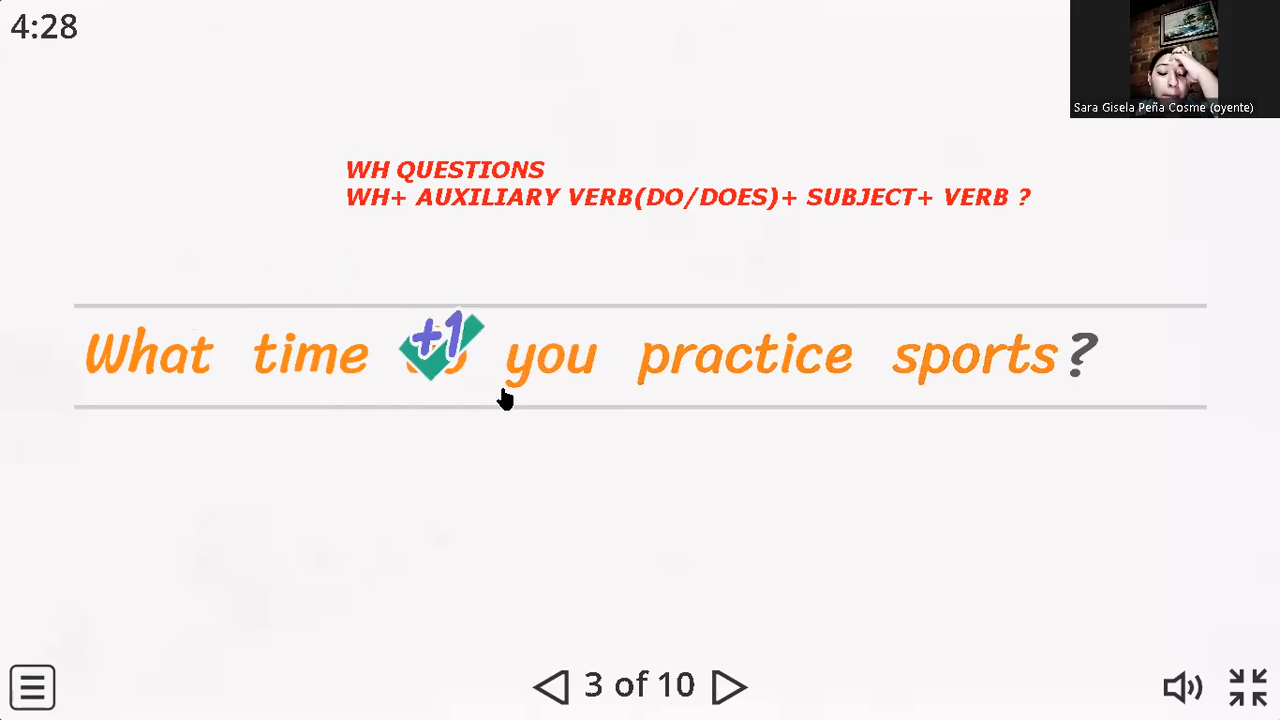 4:28
Sara Gisela Peña Cosme (oyente)
WH QUESTIONS
WH+ AUXILIARY VERB(DO/DOES)+ SUBJECT+ VERB ?
What time +1 you practice sports?
3 of 10